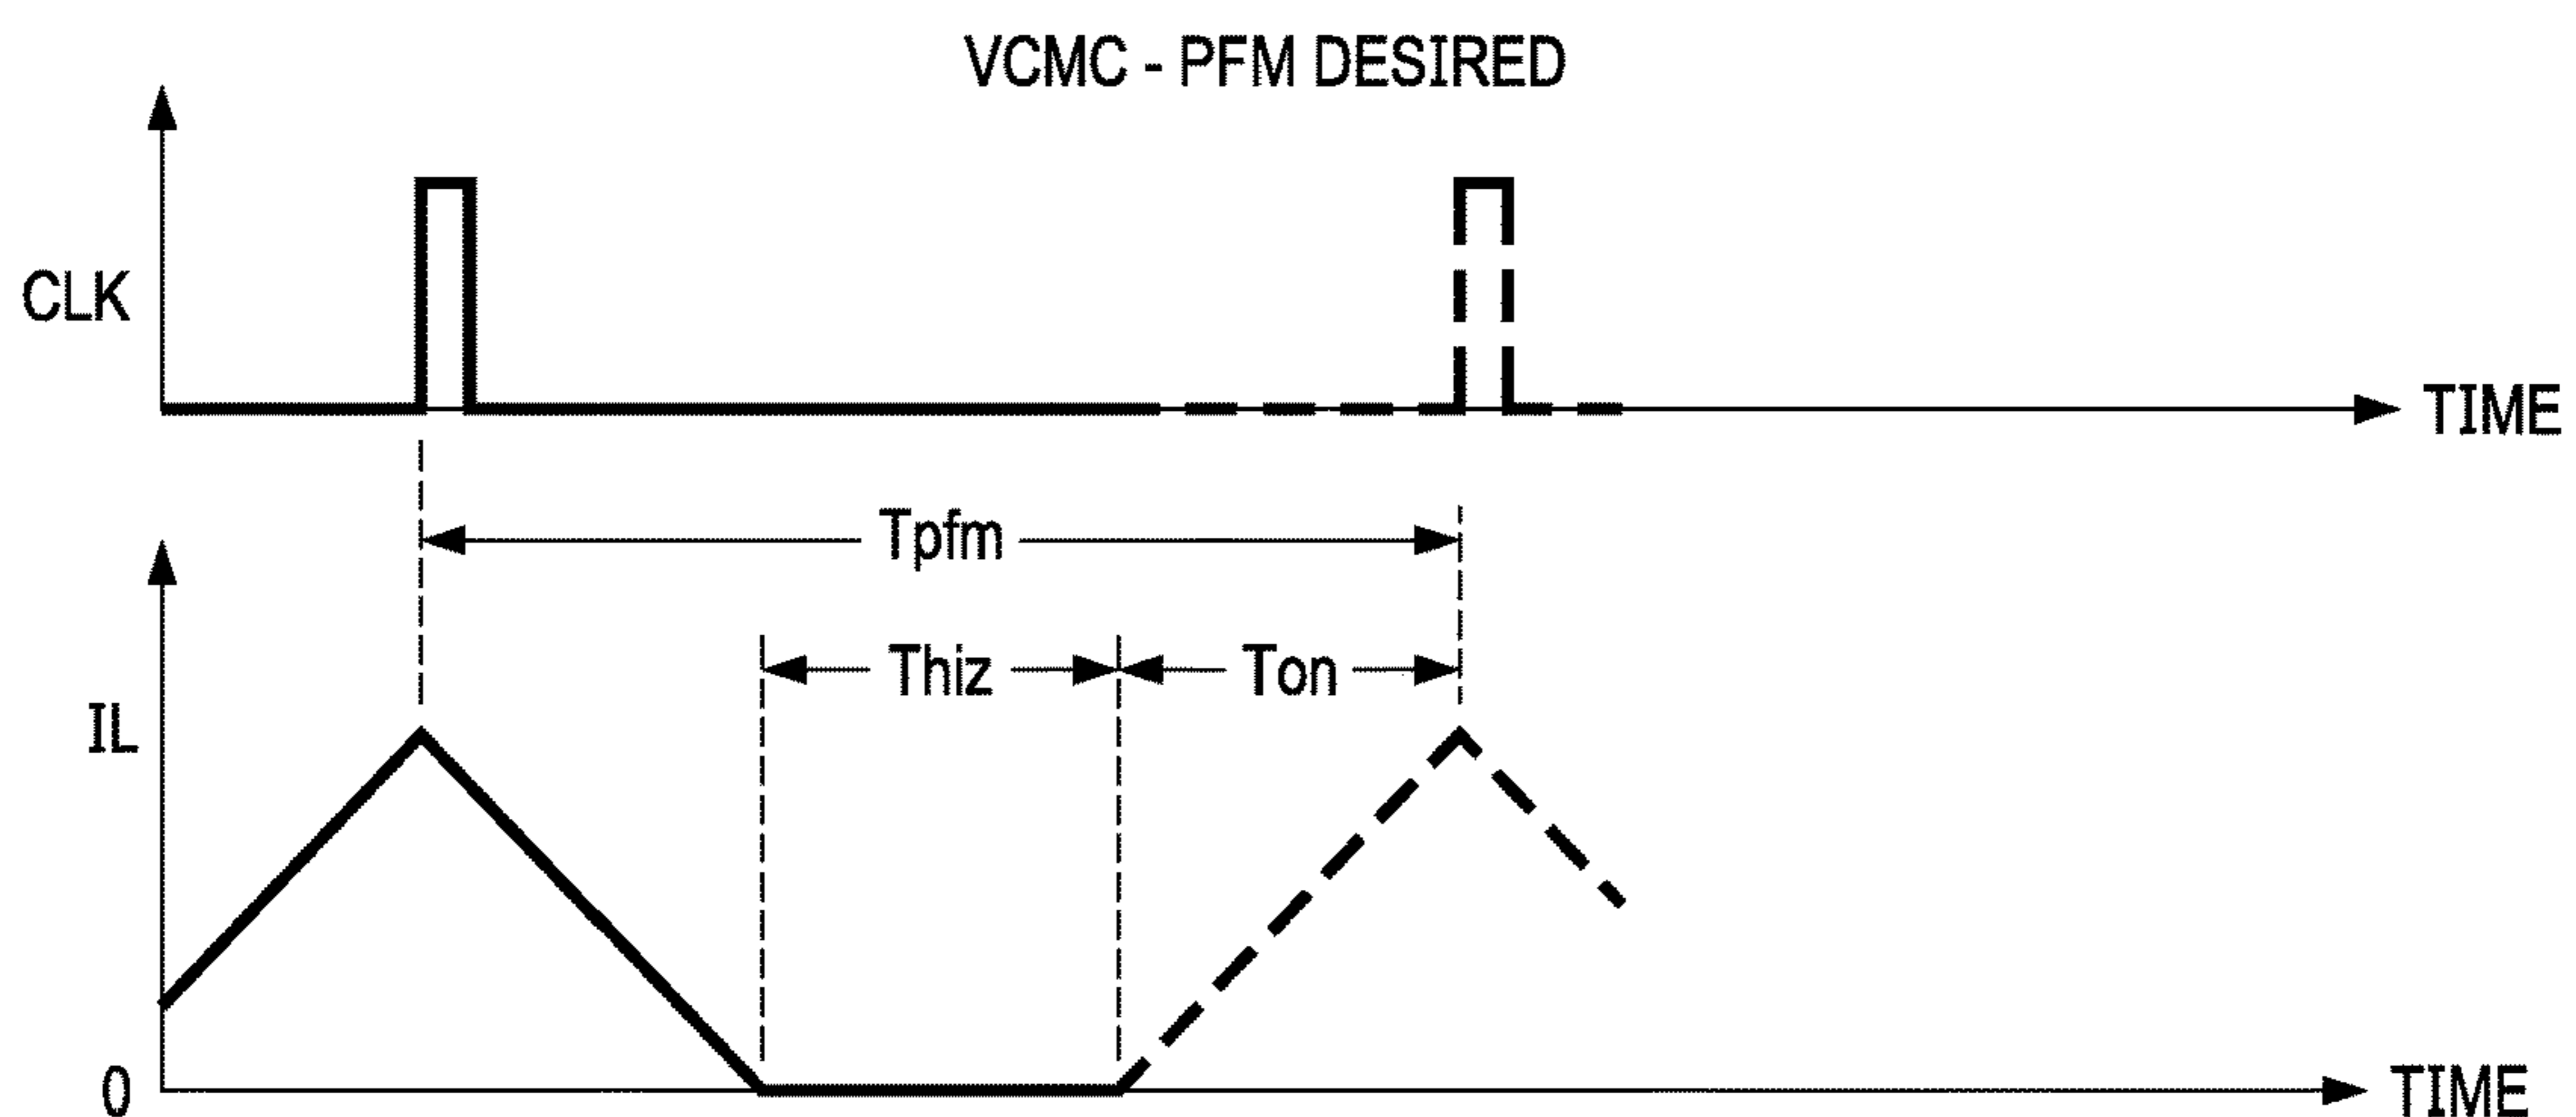 VCMC - PFM DESIRED
CLK
TIME
Tpfm
Thiz
Ton
IL
0
TIME